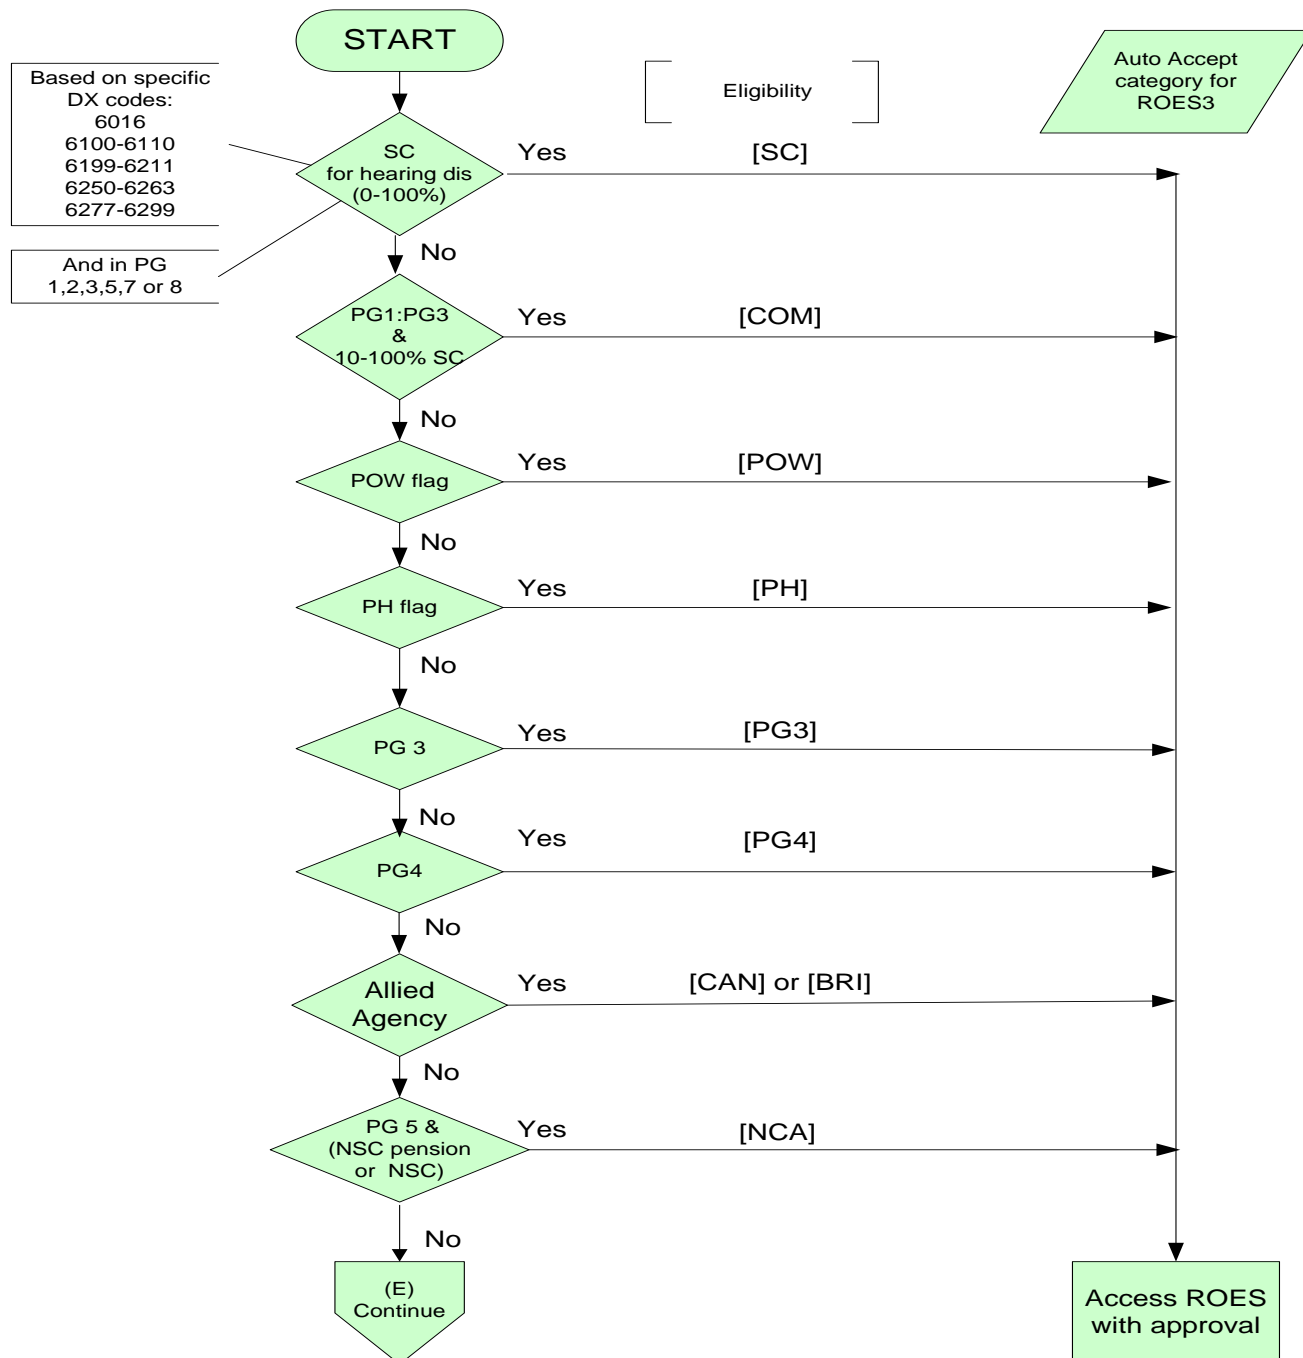 START
Based on specific
DX codes:
6016
6100-6110
6199-6211
6250-6263
6277-6299
Eligibility
Auto Accept
category for
ROES3
SC
for hearing dis
(0-100%)
Yes
[SC]
No
And in PG
1,2,3,5,7 or 8
PG1:PG3
&
10-100% SC
Yes
[COM]
No
POW flag
Yes
[POW]
No
PH flag
Yes
[PH]
No
PG 3
Yes
[PG3]
No
PG4
Yes
[PG4]
No
Allied
Agency
Yes
[CAN] or [BRI]
No
PG 5 &
(NSC pension
or NSC)
Yes
[NCA]
No
(E)
Continue
Access ROES
with approval